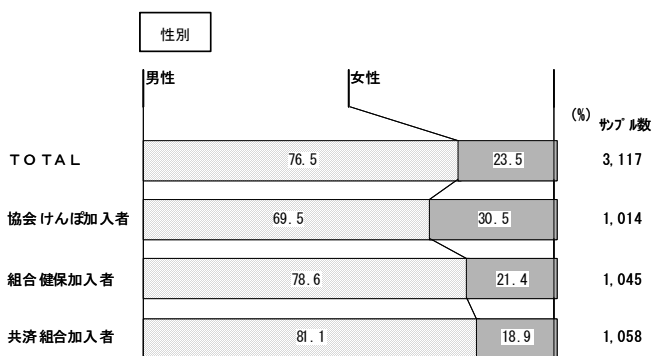 性別
男性 女性
(%) ｻﾝﾌﾟﾙ数
ＴＯＴＡＬ 76.5 23.5 3,117
協会けんぽ加入者 69.5 30.5 1,014
組合健保加入者 78.6 21.4 1,045
共済組合加入者 81.1 18.9 1,058